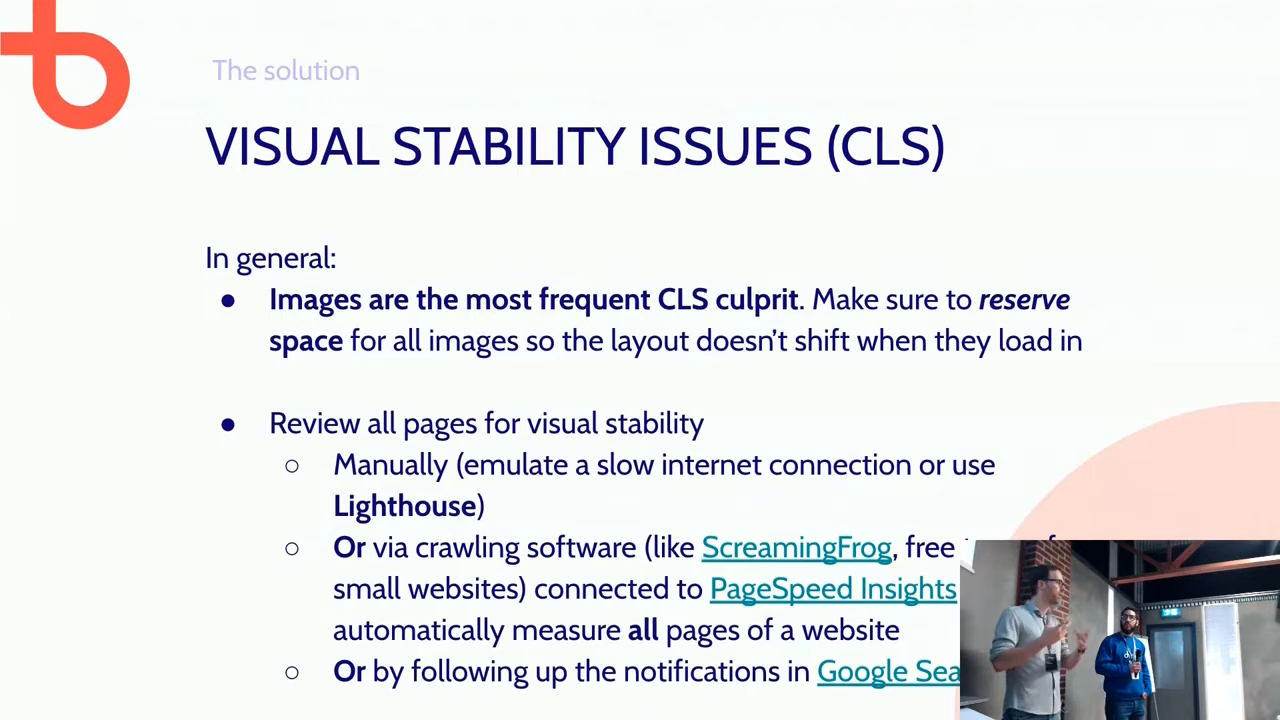 The solution
VISUAL STABILITY ISSUES (CLS)
In general:
● Images are the most frequent CLS culprit. Make sure to reserve
space for all images so the layout doesn't shift when they load in
● Review all pages for visual stability
○ Manually (emulate a slow internet connection or use
Lighthouse)
○ Or via crawling software (like ScreamingFrog, free
small websites) connected to PageSpeed Insights
automatically measure all pages of a website
○ Or by following up the notifications in Google